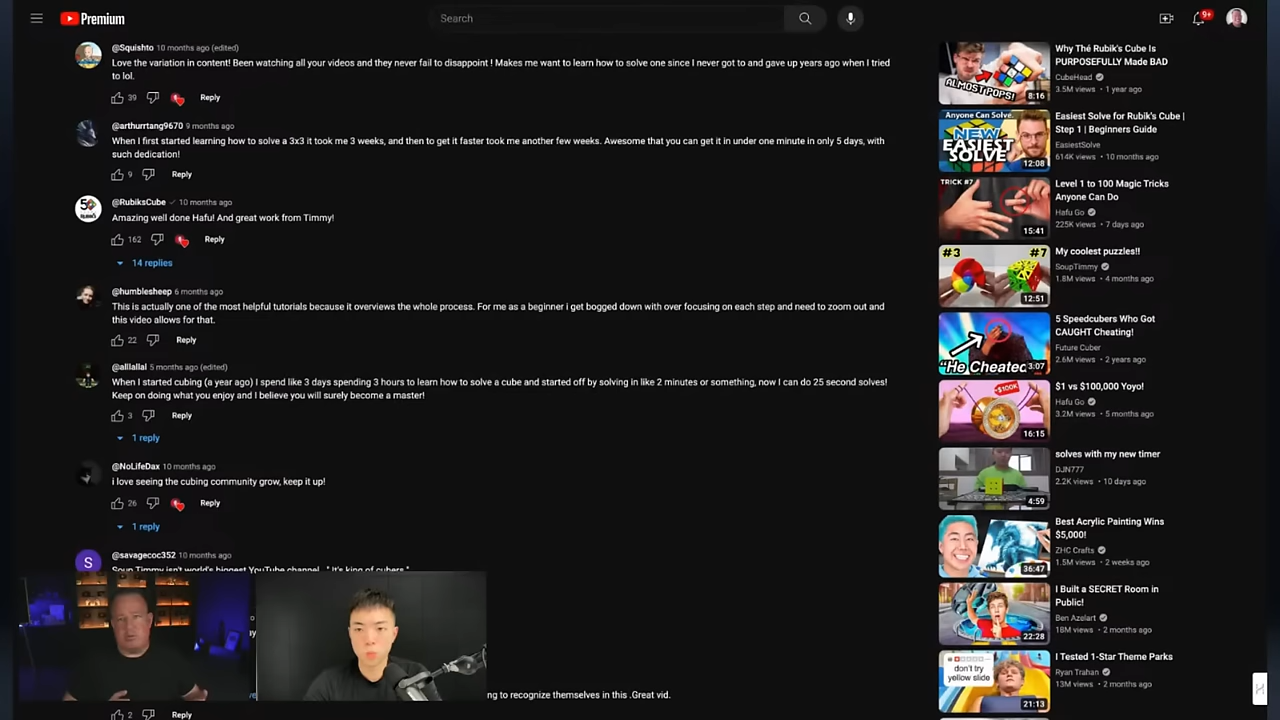 Premium
Search
9+
@Squishto 10 months ago (edited)
Love the variation in content! Been watching all your videos and they never fail to disappoint ! Makes me want to learn how to solve one since I never got to and gave up years ago when I tried
to lol.
39 Reply
@arthurrtang9670 9 months ago
When I first started learning how to solve a 3x3 it took me 3 weeks, and then to get it faster took me another few weeks. Awesome that you can get it in under one minute in only 5 days, with
such dedication!
9 Reply
@RubiksCube 10 months ago
Amazing well done Hafu! And great work from Timmy!
162 Reply
14 replies
@humblesheep 6 months ago
This is actually one of the most helpful tutorials because it overviews the whole process. For me as a beginner i get bogged down with over focusing on each step and need to zoom out and
this video allows for that.
22 Reply
@alllallal 5 months ago (edited)
When I started cubing (a year ago) I spend like 3 days spending 3 hours to learn how to solve a cube and started off by solving in like 2 minutes or something, now I can do 25 second solves!
Keep on doing what you enjoy and I believe you will surely become a master!
3 Reply
1 reply
@NoLifeDax 10 months ago
i love seeing the cubing community grow, keep it up!
26 Reply
1 reply
S
@savagecoc352 10 months ago
Soup Timmy isn't world's biggest YouTube channel.." It's king of cubers "
ng to recognize themselves in this .Great vid.
2 Reply
ALMOST POPS!
8:16
Why Thé Rubik's Cube Is
PURPOSEFULLY Made BAD
CubeHead
3.5M views • 1 year ago
Anyone Can Solve.
NEW
EASIEST
SOLVE
12:08
Easiest Solve for Rubik's Cube |
Step 1 | Beginners Guide
EasiestSolve
614K views • 10 months ago
TRICK #7
15:41
Level 1 to 100 Magic Tricks
Anyone Can Do
Hafu Go
225K views • 7 days ago
#3 #7
12:51
My coolest puzzles!!
SoupTimmy
1.8M views • 4 months ago
"He Cheated
3:07
5 Speedcubers Who Got
CAUGHT Cheating!
Future Cuber
2.6M views • 2 years ago
$100K
16:15
$1 vs $100,000 Yoyo!
Hafu Go
3.2M views • 5 months ago
4:59
solves with my new timer
DJN777
2.2K views • 10 days ago
36:47
Best Acrylic Painting Wins
$5,000!
ZHC Crafts
1.5M views • 2 weeks ago
22:28
I Built a SECRET Room in
Public!
Ben Azelart
18M views • 2 months ago
don't try
yellow slide
21:13
I Tested 1-Star Theme Parks
Ryan Trahan
13M views • 2 months ago